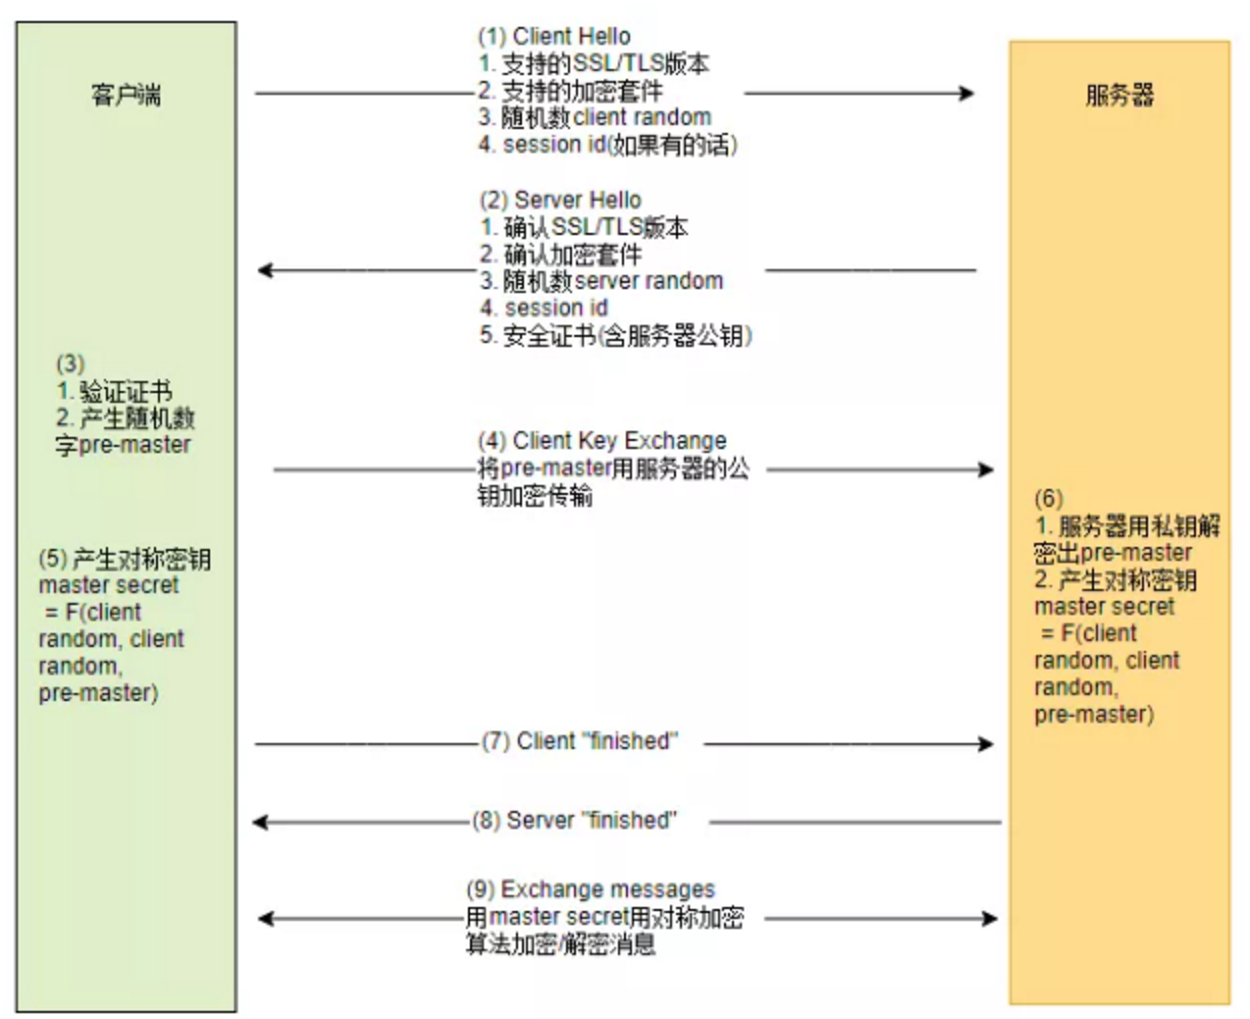 客户端
(1) Client Hello
1. 支持的SSL/TLS版本
2. 支持的加密套件
3. 随机数client random
4. session id(如果有的话)
服务器
(2) Server Hello
1. 确认SSL/TLS版本
2. 确认加密套件
3. 随机数server random
4. session id
5. 安全证书(含服务器公钥)
(3)
1. 验证证书
2. 产生随机数
字pre-master
(4) Client Key Exchange
将pre-master用服务器的公
钥加密传输
(5) 产生对称密钥
master secret
= F(client
random, client
random,
pre-master)
(6)
1. 服务器用私钥解
密出pre-master
2. 产生对称密钥
master secret
= F(client
random, client
random,
pre-master)
(7) Client "finished"
(8) Server "finished"
(9) Exchange messages
用master secret用对称加密
算法加密/解密消息